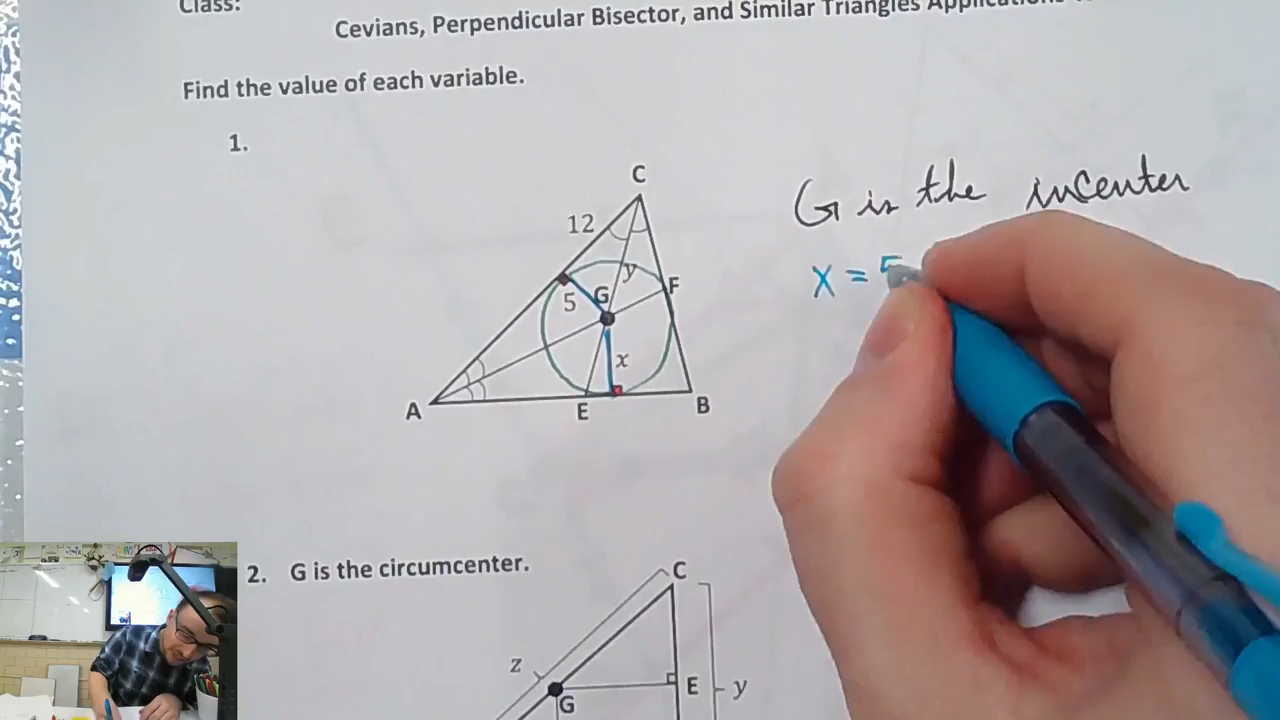 Class:
Cevians, Perpendicular Bisector, and Similar Triangles
Find the value of each variable.
1.
C
12
G is the incenter
y
F
x = 5
5
G
x
A
E
B
2. G is the circumcenter.
C
z
E
y
G